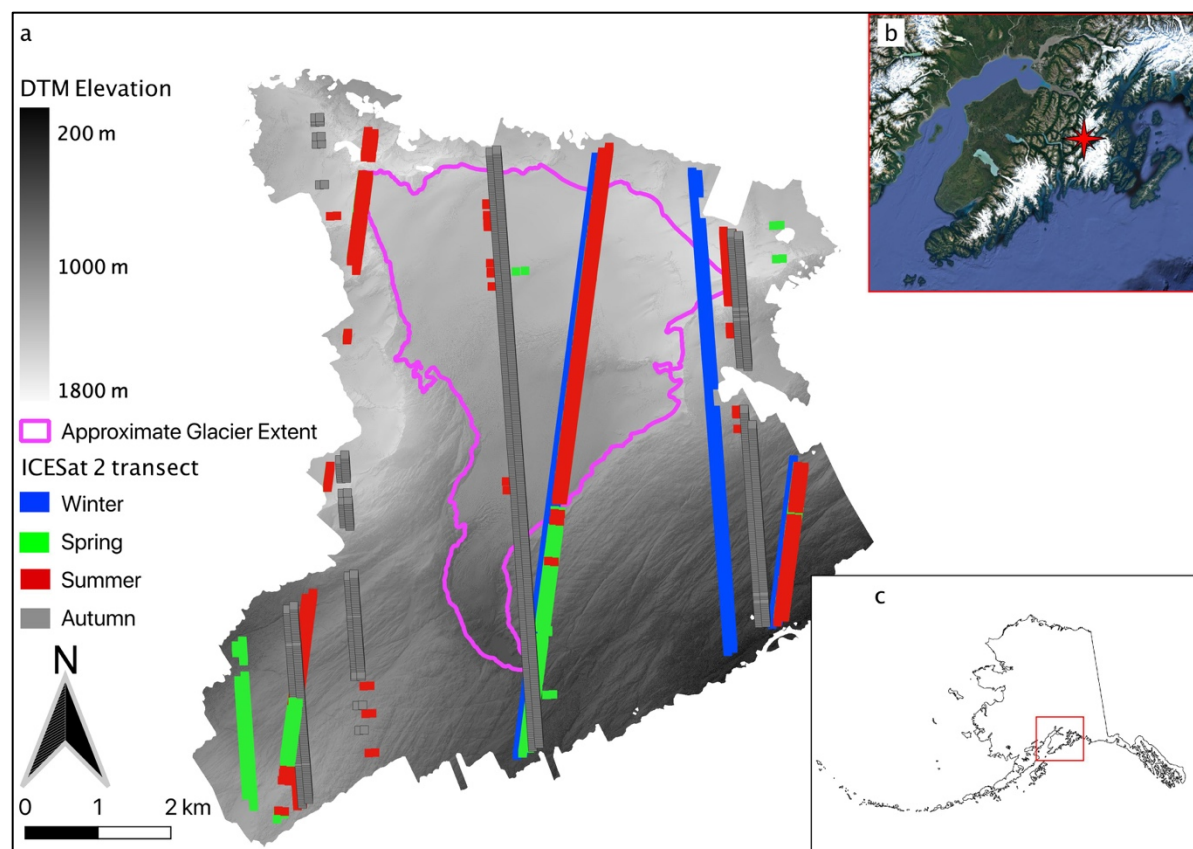 a
DTM Elevation
200 m
1000 m
1800 m
Approximate Glacier Extent
ICESat 2 transect
Winter
Spring
Summer
Autumn
N
0 1 2 km
b
c